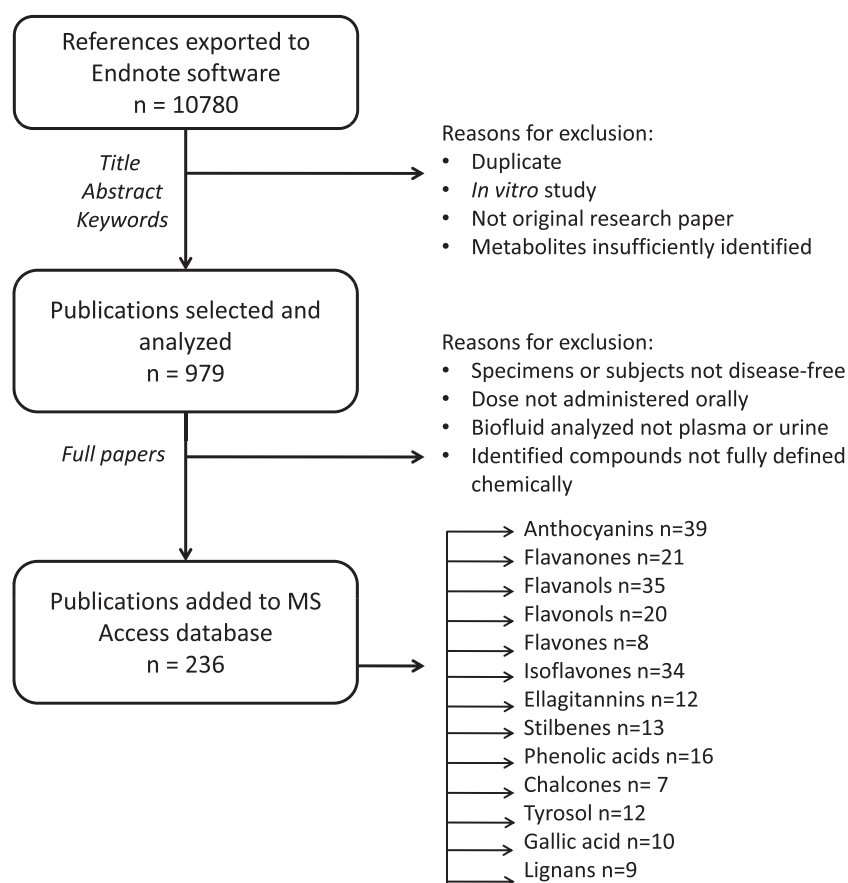 References exported to
Endnote software
n = 10780
Title
Abstract
Keywords
Reasons for exclusion:
• Duplicate
• In vitro study
• Not original research paper
• Metabolites insufficiently identified
Publications selected and
analyzed
n = 979
Full papers
Reasons for exclusion:
• Specimens or subjects not disease-free
• Dose not administered orally
• Biofluid analyzed not plasma or urine
• Identified compounds not fully defined
chemically
Publications added to MS
Access database
n = 236
Anthocyanins n=39
Flavanones n=21
Flavanols n=35
Flavonols n=20
Flavones n=8
Isoflavones n=34
Ellagitannins n=12
Stilbenes n=13
Phenolic acids n=16
Chalcones n= 7
Tyrosol n=12
Gallic acid n=10
Lignans n=9